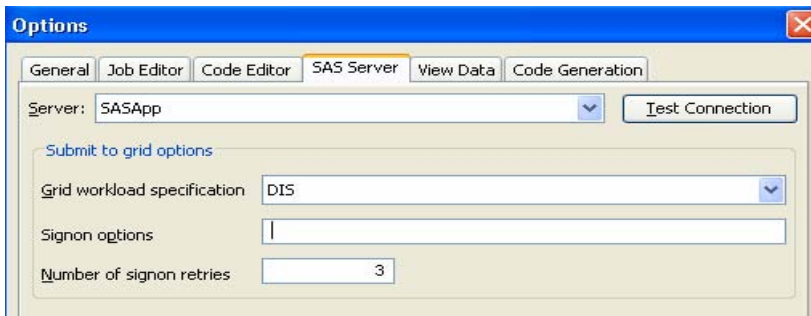 Options
General Job Editor Code Editor SAS Server View Data Code Generation
Server: SASApp Test Connection
Submit to grid options
Grid workload specification DIS
Signon options
Number of signon retries 3